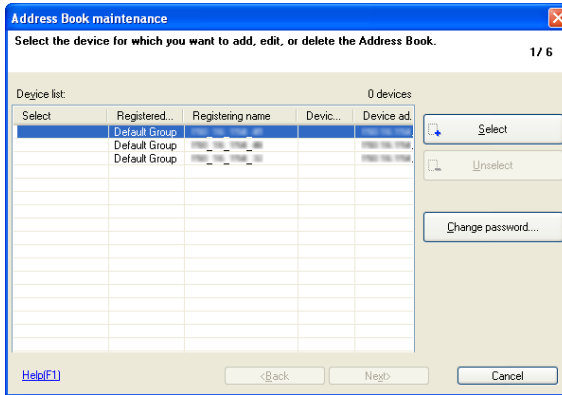 Address Book maintenance
Select the device for which you want to add, edit, or delete the Address Book.
1/ 6
Device list: 0 devices
Select Registered... Registering name Devic... Device ad.
Default Group
Default Group
Default Group
Select
Unselect
Change password....
Help(F1) <Back Next> Cancel